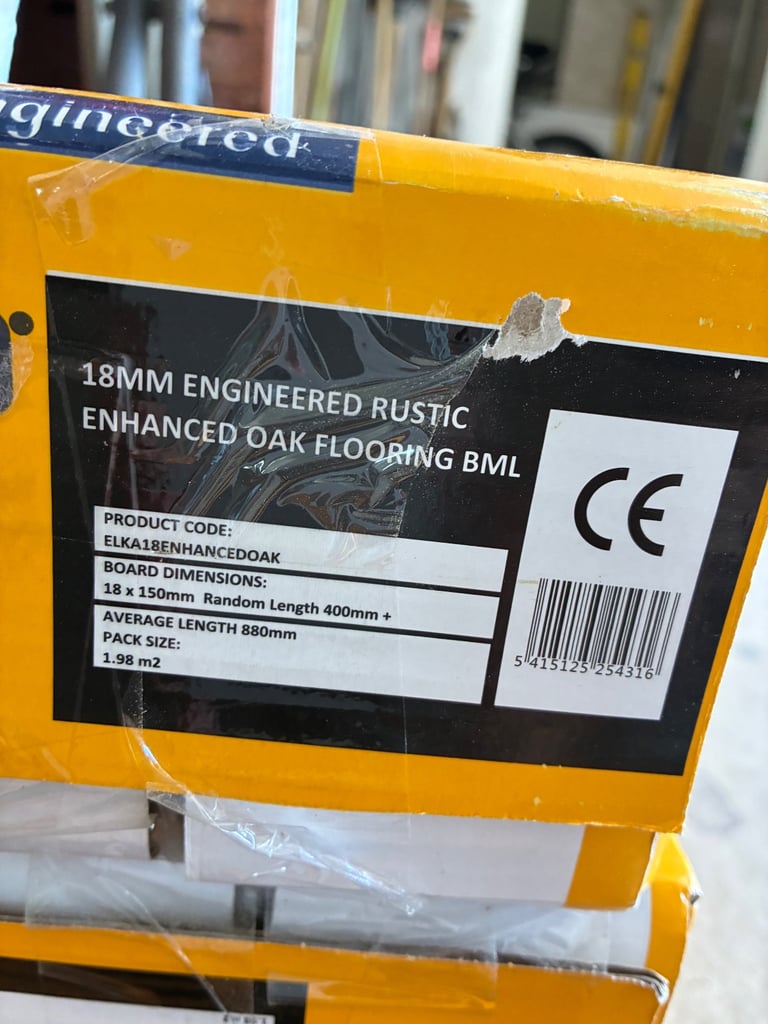 gineered
18MM ENGINEERED RUSTIC
ENHANCED OAK FLOORING BML
PRODUCT CODE:
ELKA18ENHANCEDOAK
BOARD DIMENSIONS:
18 x 150mm Random Length 400mm +
AVERAGE LENGTH 880mm
PACK SIZE:
1.98 m2
CE
5 415125 254316